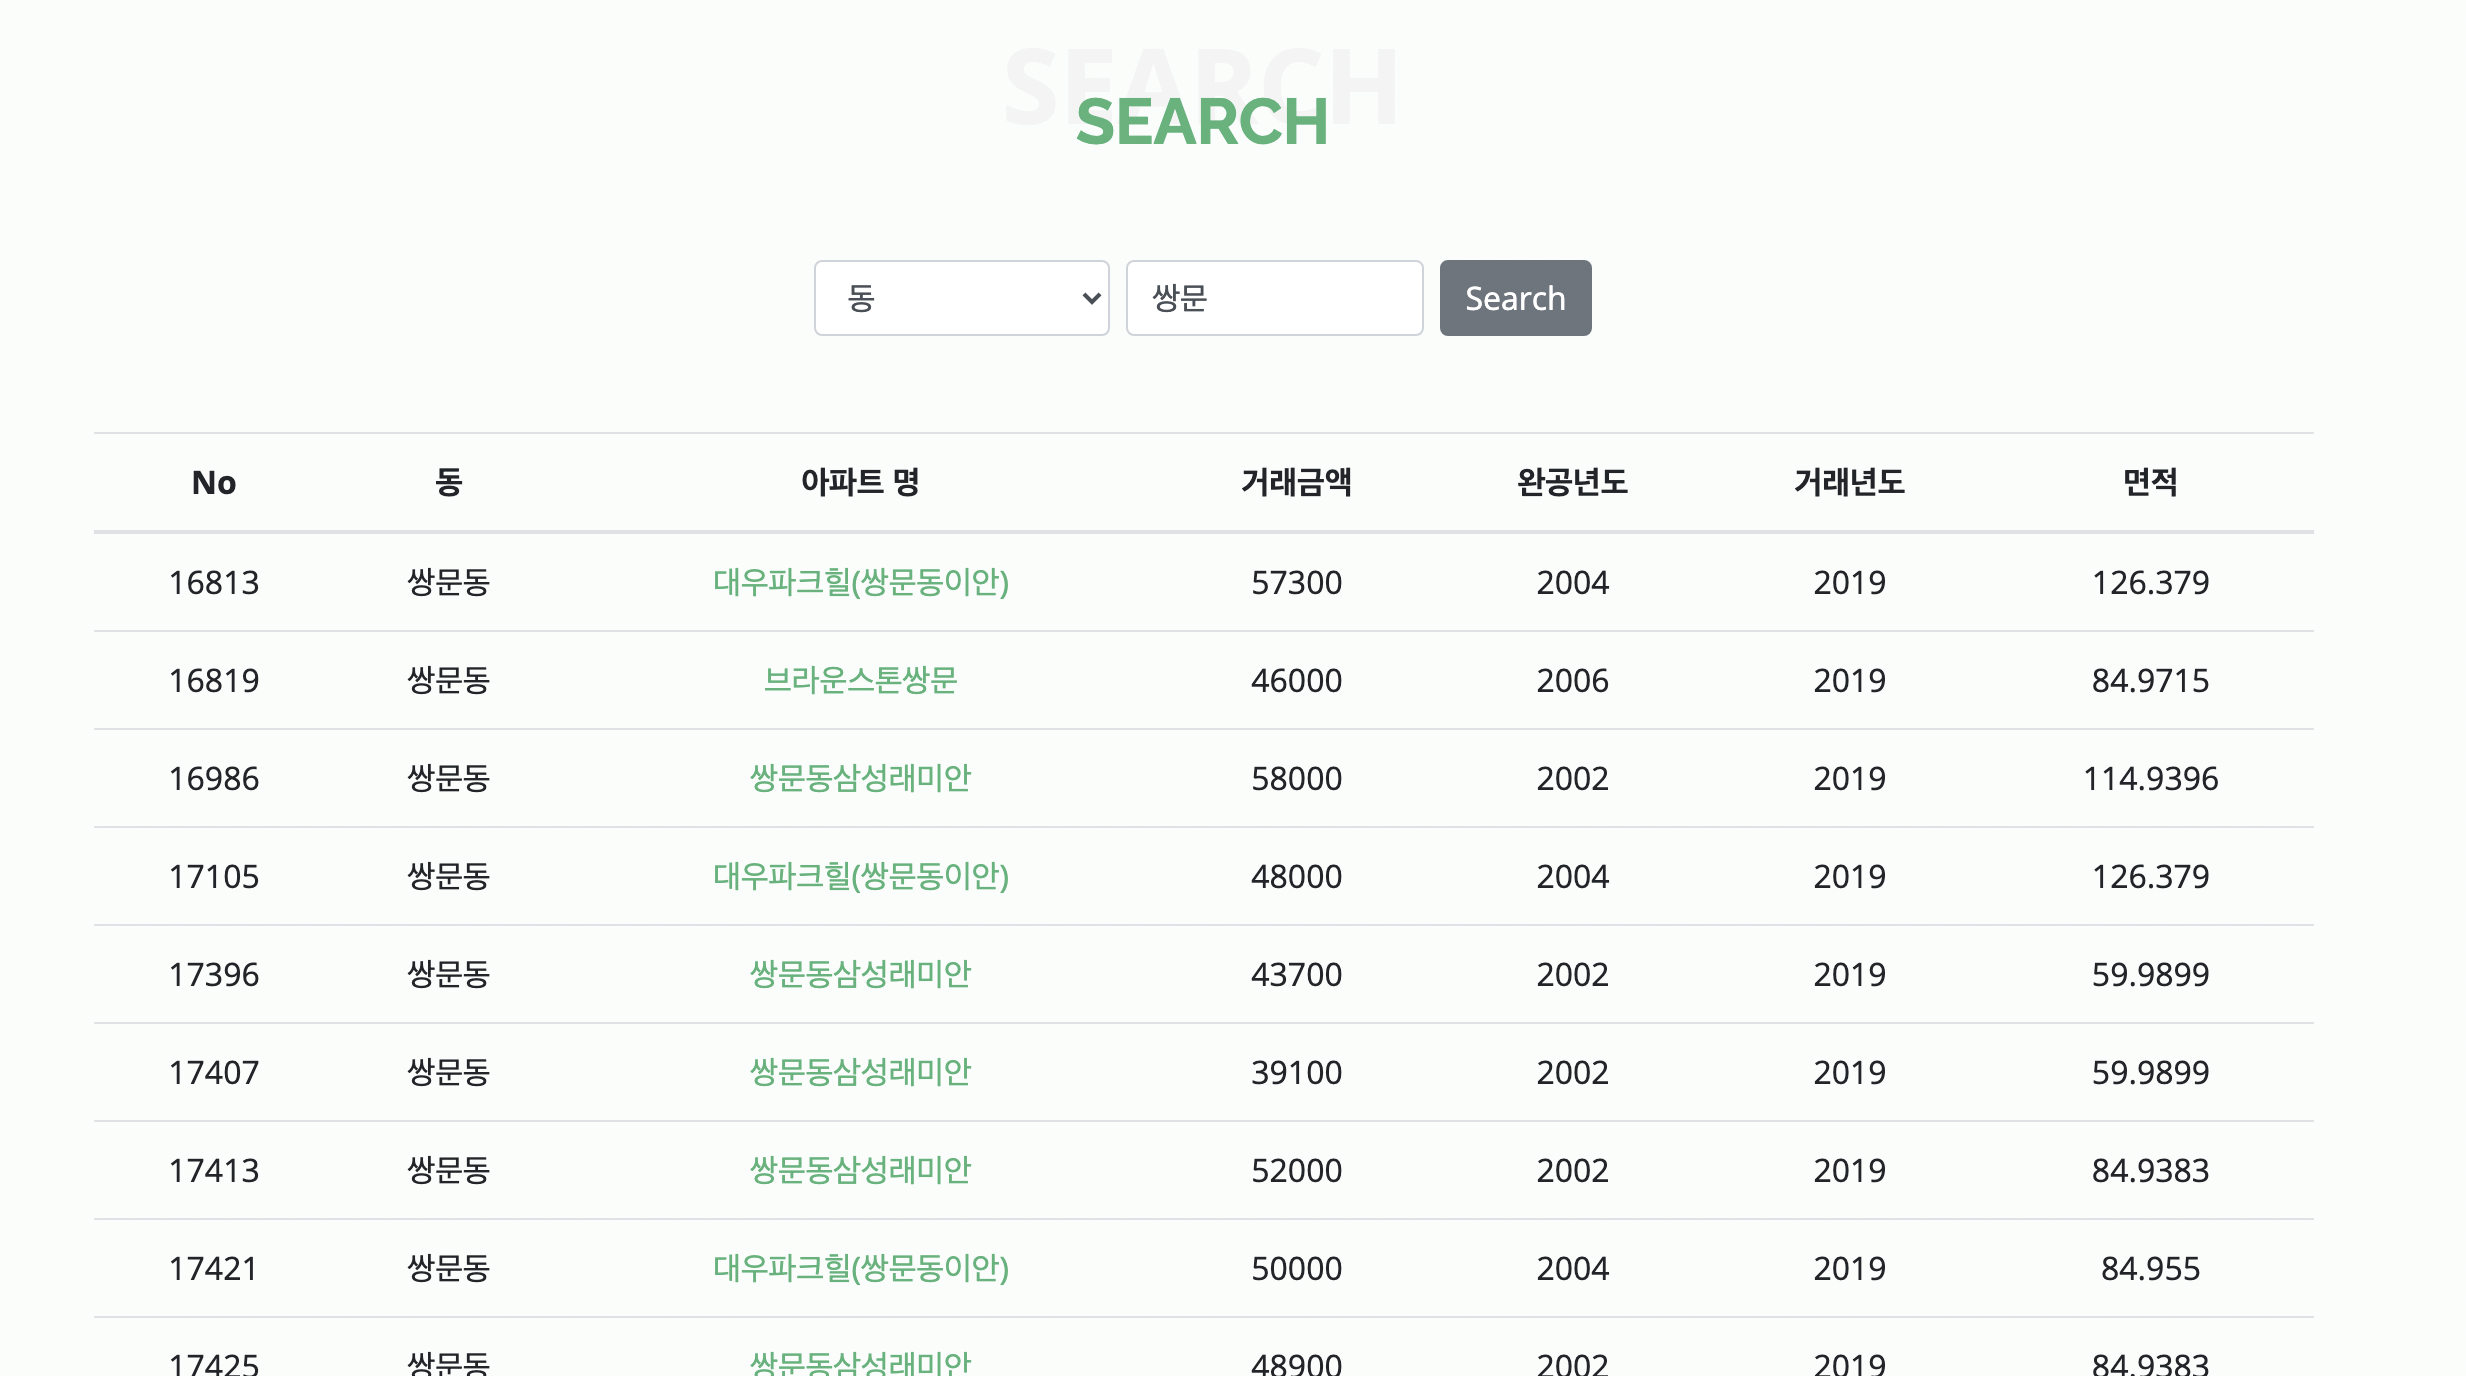 SEARCH
SEARCH
동 쌍문 Search
No 동 아파트 명 거래금액 완공년도 거래년도 면적
16813 쌍문동 대우파크힐(쌍문동이안) 57300 2004 2019 126.379
16819 쌍문동 브라운스톤쌍문 46000 2006 2019 84.9715
16986 쌍문동 쌍문동삼성래미안 58000 2002 2019 114.9396
17105 쌍문동 대우파크힐(쌍문동이안) 48000 2004 2019 126.379
17396 쌍문동 쌍문동삼성래미안 43700 2002 2019 59.9899
17407 쌍문동 쌍문동삼성래미안 39100 2002 2019 59.9899
17413 쌍문동 쌍문동삼성래미안 52000 2002 2019 84.9383
17421 쌍문동 대우파크힐(쌍문동이안) 50000 2004 2019 84.955
17425 쌍문동 쌍문동삼성래미안 48900 2002 2019 84.9383